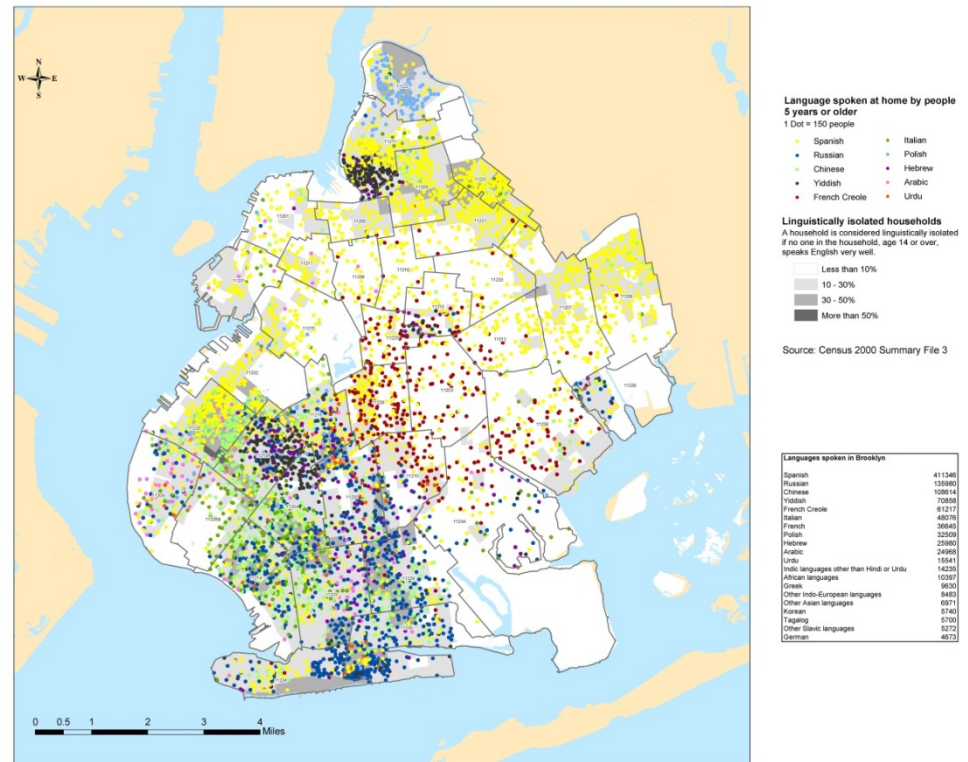 N
W E
S
Language spoken at home by people
5 years or older
1 Dot = 150 people
Spanish
Russian
Chinese
Yiddish
French Creole
Italian
Polish
Hebrew
Arabic
Urdu
Linguistically isolated households
A household is considered linguistically isolated
if no one in the household, age 14 or over,
speaks English very well.
Less than 10%
10 - 30%
30 - 50%
More than 50%
Source: Census 2000 Summary File 3
Languages spoken in Brooklyn
Spanish 411346
Russian 135980
Chinese 108614
Yiddish 70858
French Creole 61217
Italian 48076
French 36645
Polish 32509
Hebrew 25980
Arabic 24968
Urdu 15541
Indic languages other than Hindi or Urdu 14235
African languages 10397
Greek 9630
Other Indo-European languages 8483
Other Asian languages 6971
Korean 5740
Tagalog 5700
Other Slavic languages 5272
German 4673
0 0.5 1 2 3 4
Miles